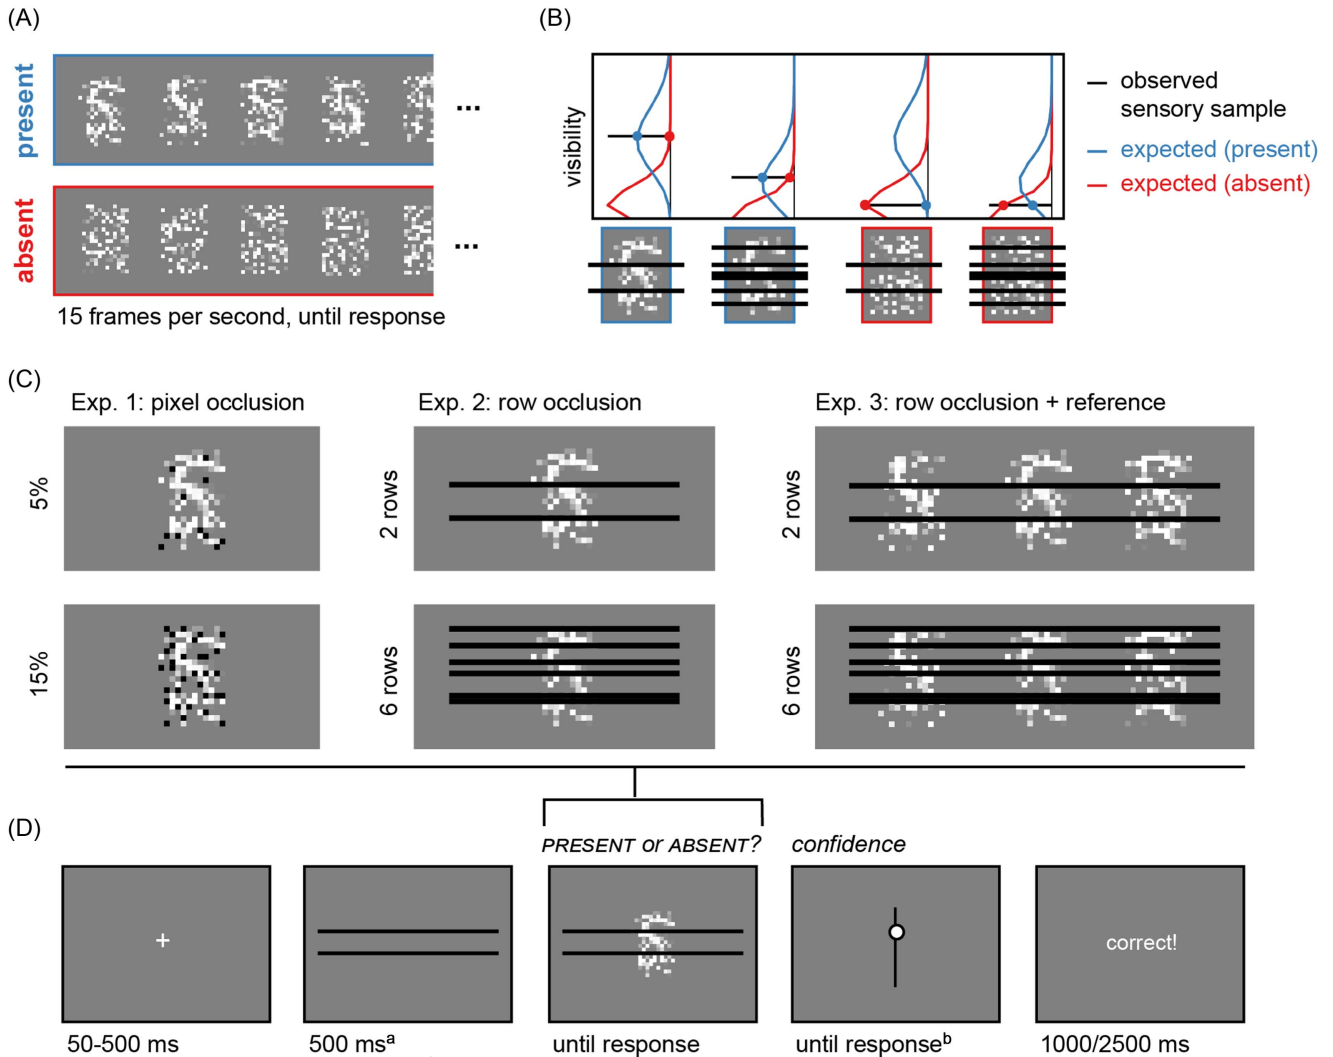 (A)
present
...
absent
...
15 frames per second, until response
(B)
visibility
observed
sensory sample
expected (present)
expected (absent)
(C)
Exp. 1: pixel occlusion
Exp. 2: row occlusion
Exp. 3: row occlusion + reference
5%
2 rows
2 rows
15%
6 rows
6 rows
(D)
PRESENT or ABSENT?
confidence
+
correct!
50-500 ms
500 msᵃ
until response
until responseᵇ
1000/2500 ms